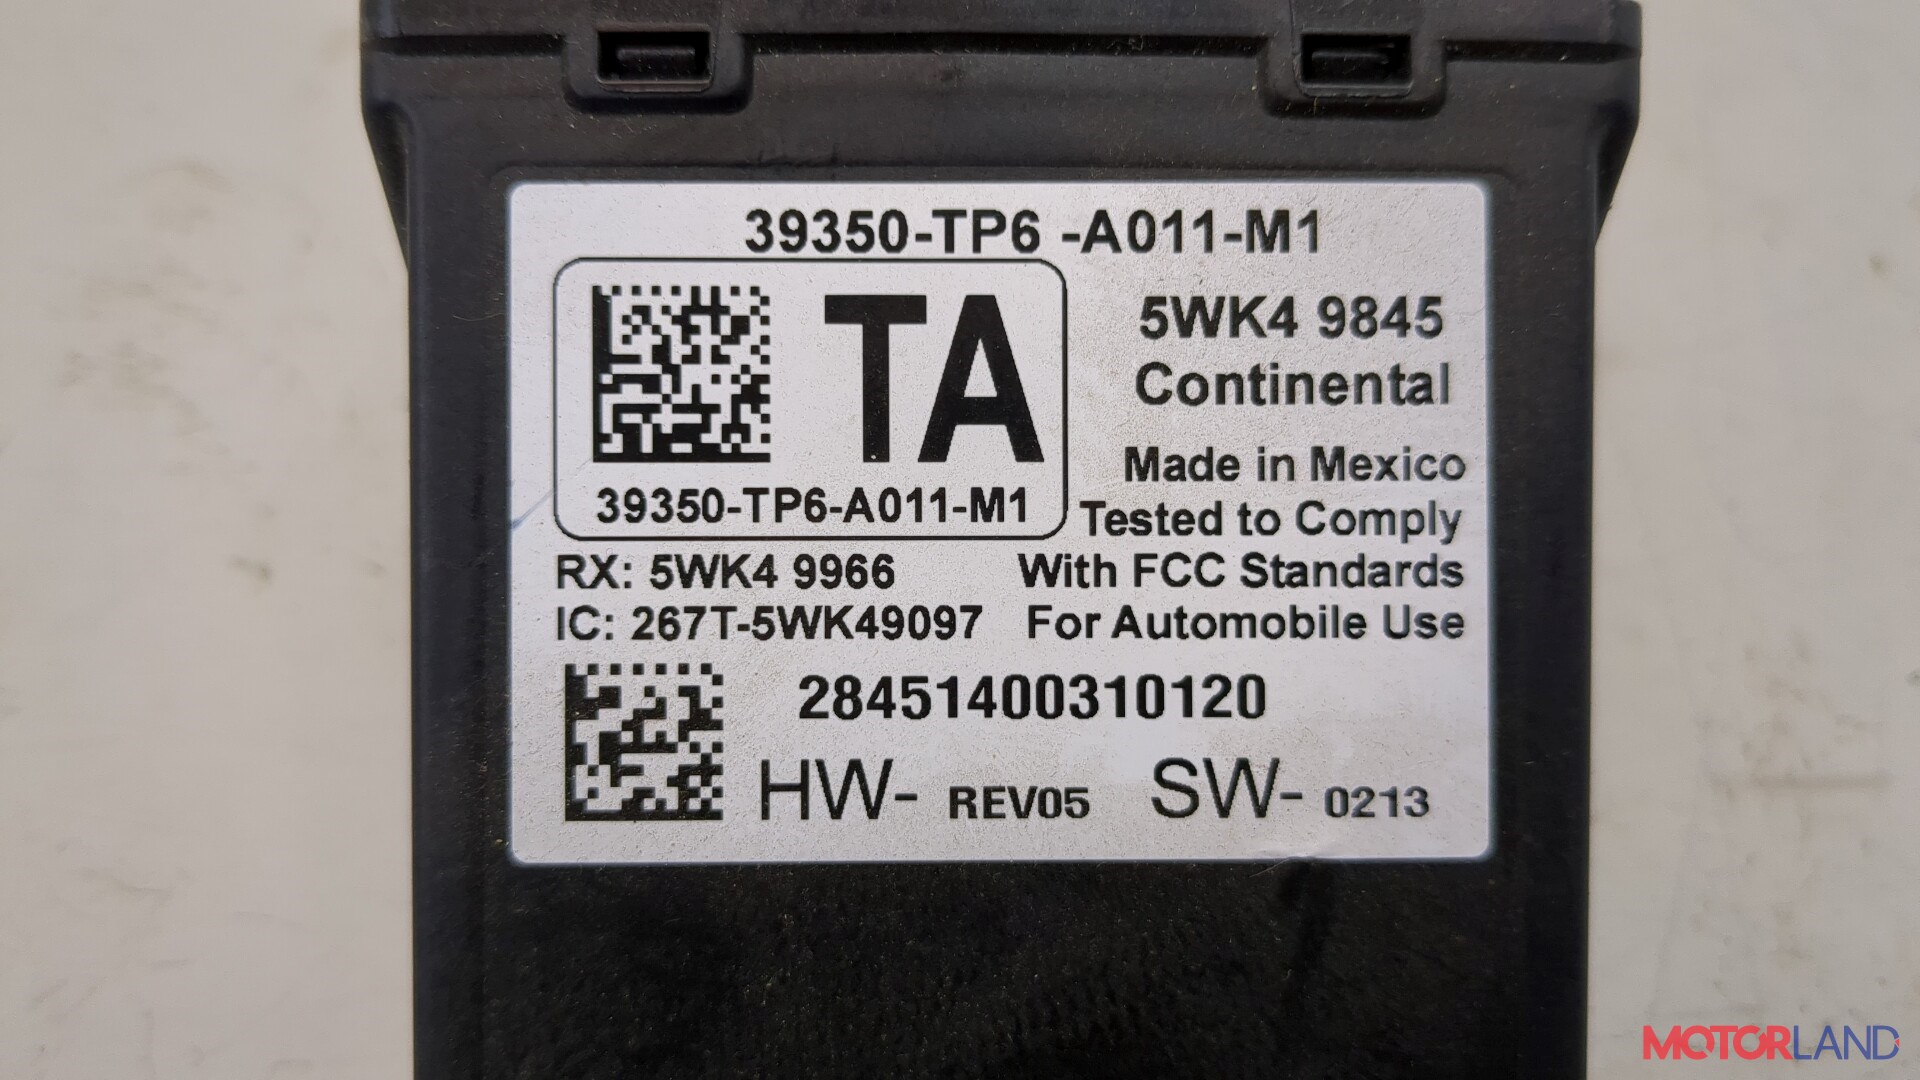 39350-TP6 -A011-M1
TA
39350-TP6-A011-M1
5WK4 9845
Continental
Made in Mexico
Tested to Comply
With FCC Standards
For Automobile Use
RX: 5WK4 9966
IC: 267T-5WK49097
28451400310120
HW- REV05 SW- 0213
MOTORLAND